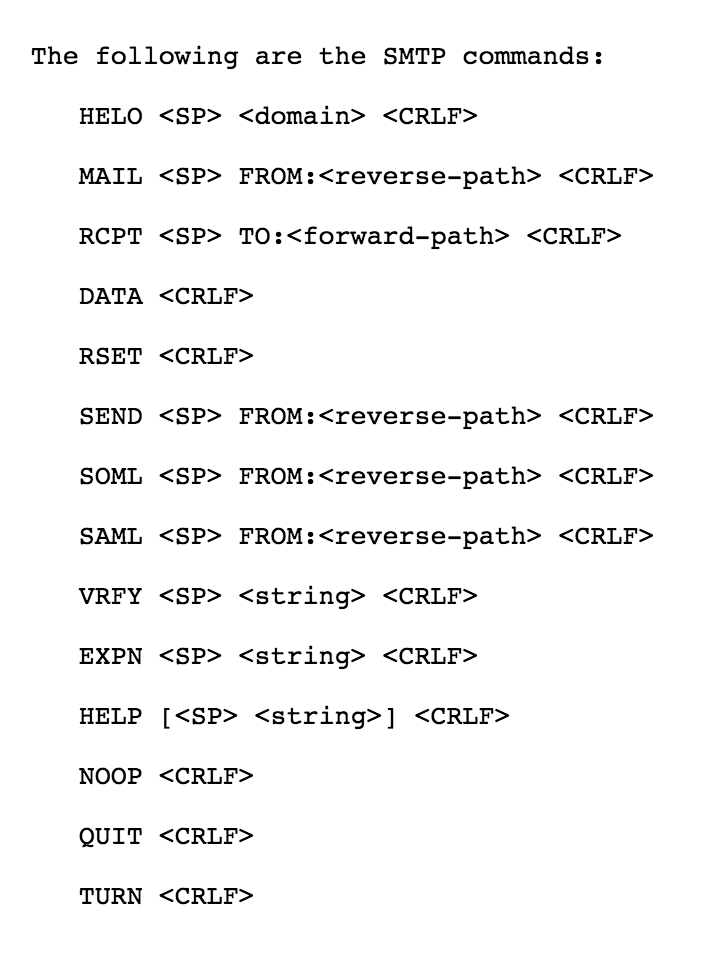 The following are the SMTP commands:
HELO <SP> <domain> <CRLF>
MAIL <SP> FROM:<reverse-path> <CRLF>
RCPT <SP> TO:<forward-path> <CRLF>
DATA <CRLF>
RSET <CRLF>
SEND <SP> FROM:<reverse-path> <CRLF>
SOML <SP> FROM:<reverse-path> <CRLF>
SAML <SP> FROM:<reverse-path> <CRLF>
VRFY <SP> <string> <CRLF>
EXPN <SP> <string> <CRLF>
HELP [<SP> <string>] <CRLF>
NOOP <CRLF>
QUIT <CRLF>
TURN <CRLF>